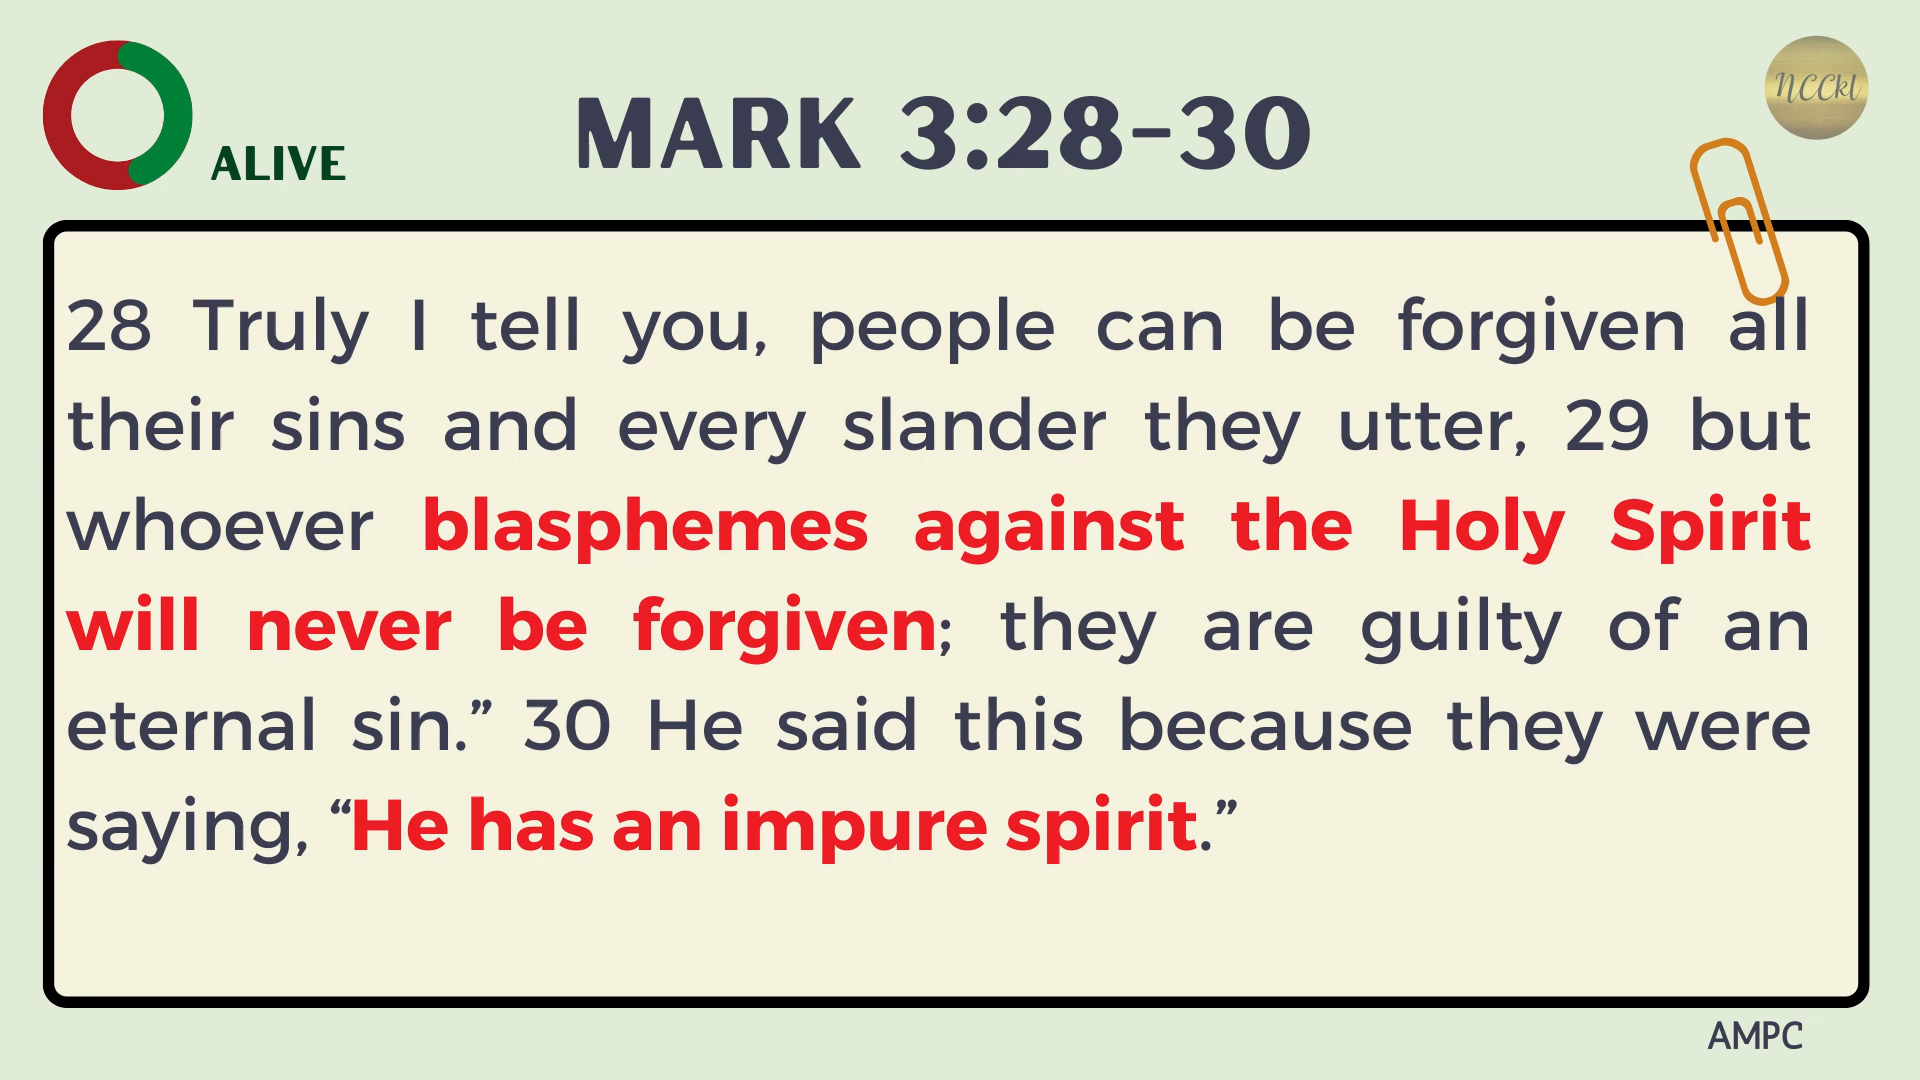 ALIVE
MARK 3:28-30
NCCkl
28 Truly I tell you, people can be forgiven all
their sins and every slander they utter, 29 but
whoever blasphemes against the Holy Spirit
will never be forgiven; they are guilty of an
eternal sin.” 30 He said this because they were
saying, “He has an impure spirit.”
AMPC